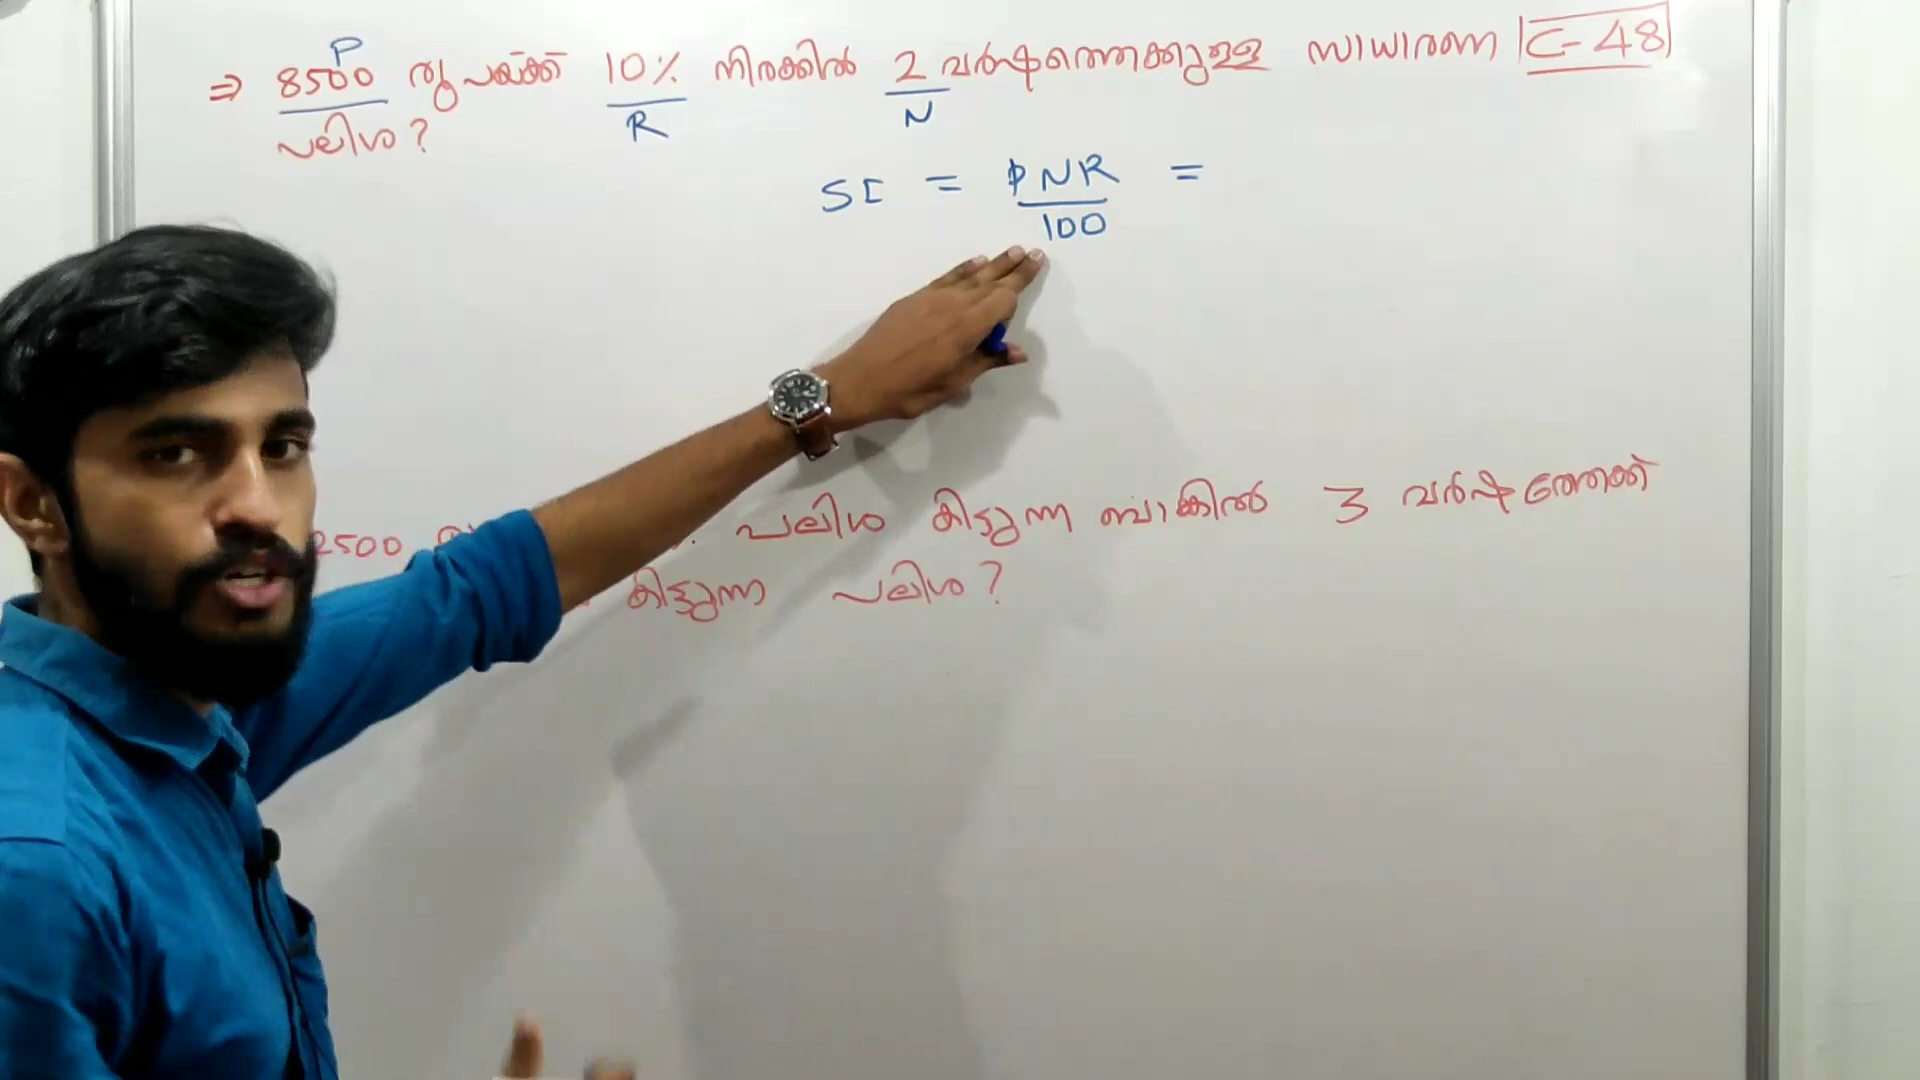 P
⇒ 8500 രൂപയ്ക്ക് 10% നിരക്കിൽ 2 വർഷത്തെക്കുള്ള സാധാരണ C-48
പലിശ? R N
SI = PNR =
100
2500 പലിശ കിട്ടുന്ന ബാങ്കിൽ 3 വർഷത്തേക്ക്
കിട്ടുന്ന പലിശ?